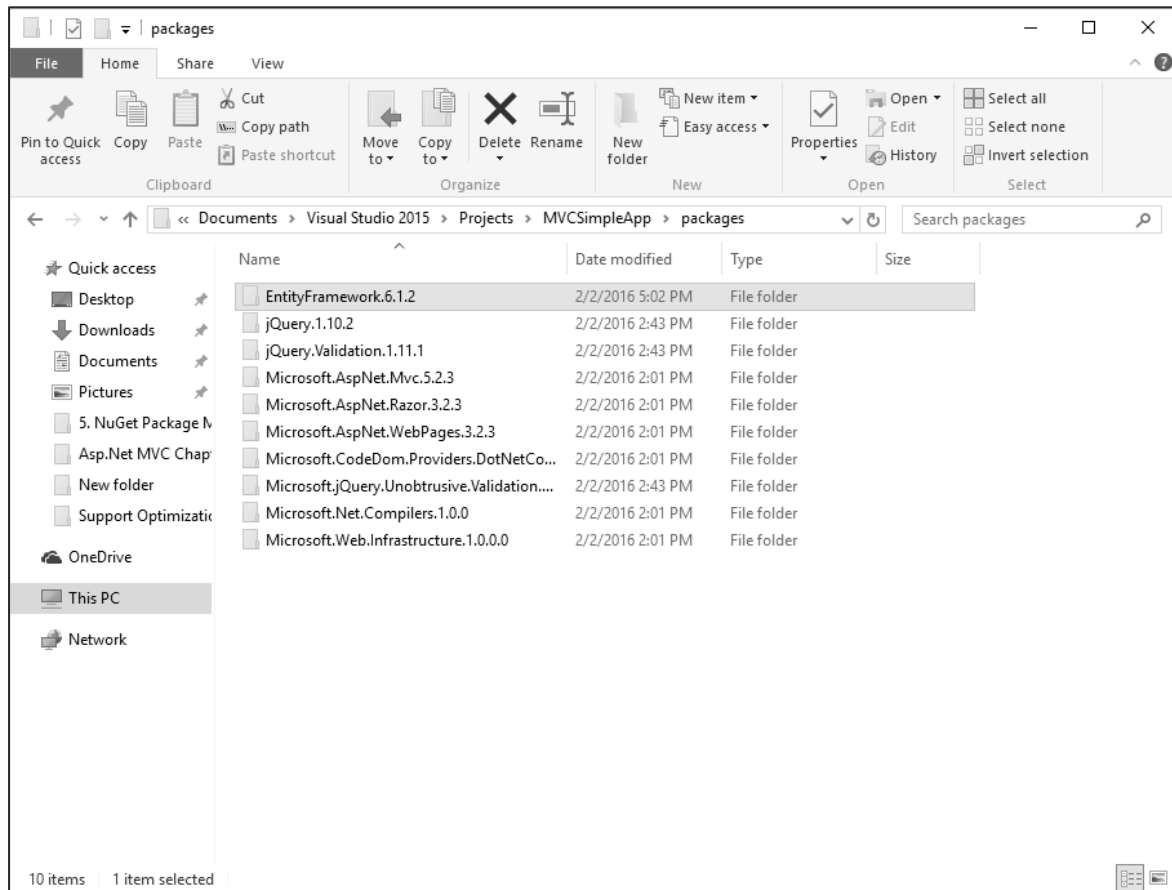 packages
File Home Share View
Pin to Quick access
Copy
Paste
Cut
Copy path
Paste shortcut
Clipboard
Move to
Copy to
Delete
Rename
Organize
New folder
New item
Easy access
New
Properties
Open
Edit
History
Open
Select all
Select none
Invert selection
Select
« Documents > Visual Studio 2015 > Projects > MVCSimpleApp > packages
Search packages
Quick access
Desktop
Downloads
Documents
Pictures
5. NuGet Package M
Asp.Net MVC Chap
New folder
Support Optimizatio
OneDrive
This PC
Network
Name Date modified Type Size
EntityFramework.6.1.2 2/2/2016 5:02 PM File folder
jQuery.1.10.2 2/2/2016 2:43 PM File folder
jQuery.Validation.1.11.1 2/2/2016 2:43 PM File folder
Microsoft.AspNet.Mvc.5.2.3 2/2/2016 2:01 PM File folder
Microsoft.AspNet.Razor.3.2.3 2/2/2016 2:01 PM File folder
Microsoft.AspNet.WebPages.3.2.3 2/2/2016 2:01 PM File folder
Microsoft.CodeDom.Providers.DotNetCo... 2/2/2016 2:01 PM File folder
Microsoft.jQuery.Unobtrusive.Validation.... 2/2/2016 2:43 PM File folder
Microsoft.Net.Compilers.1.0.0 2/2/2016 2:01 PM File folder
Microsoft.Web.Infrastructure.1.0.0.0 2/2/2016 2:01 PM File folder
10 items 1 item selected